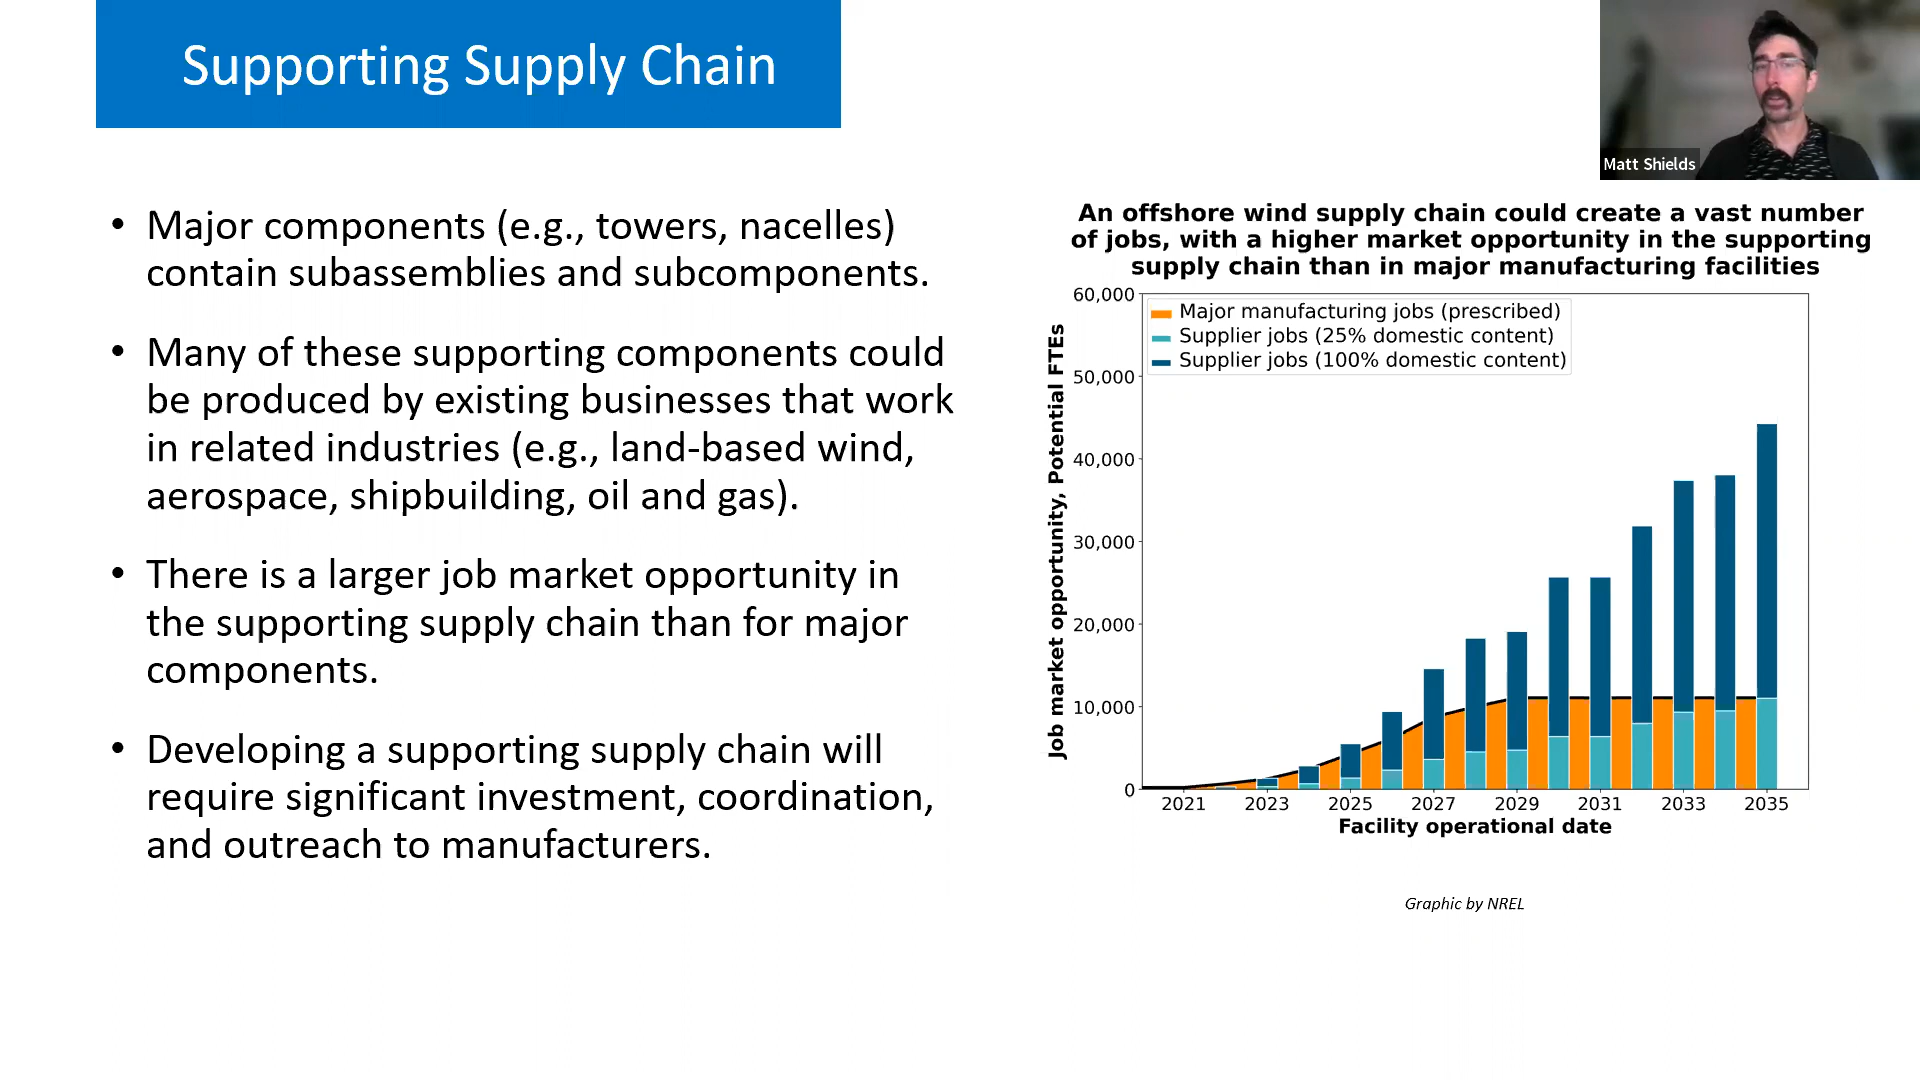 Supporting Supply Chain
Matt Shields
• Major components (e.g., towers, nacelles)
contain subassemblies and subcomponents.
• Many of these supporting components could
be produced by existing businesses that work
in related industries (e.g., land-based wind,
aerospace, shipbuilding, oil and gas).
• There is a larger job market opportunity in
the supporting supply chain than for major
components.
• Developing a supporting supply chain will
require significant investment, coordination,
and outreach to manufacturers.
An offshore wind supply chain could create a vast number
of jobs, with a higher market opportunity in the supporting
supply chain than in major manufacturing facilities
Job market opportunity, Potential FTEs
60,000
50,000
40,000
30,000
20,000
10,000
0
Major manufacturing jobs (prescribed)
Supplier jobs (25% domestic content)
Supplier jobs (100% domestic content)
2021 2023 2025 2027 2029 2031 2033 2035
Facility operational date
Graphic by NREL